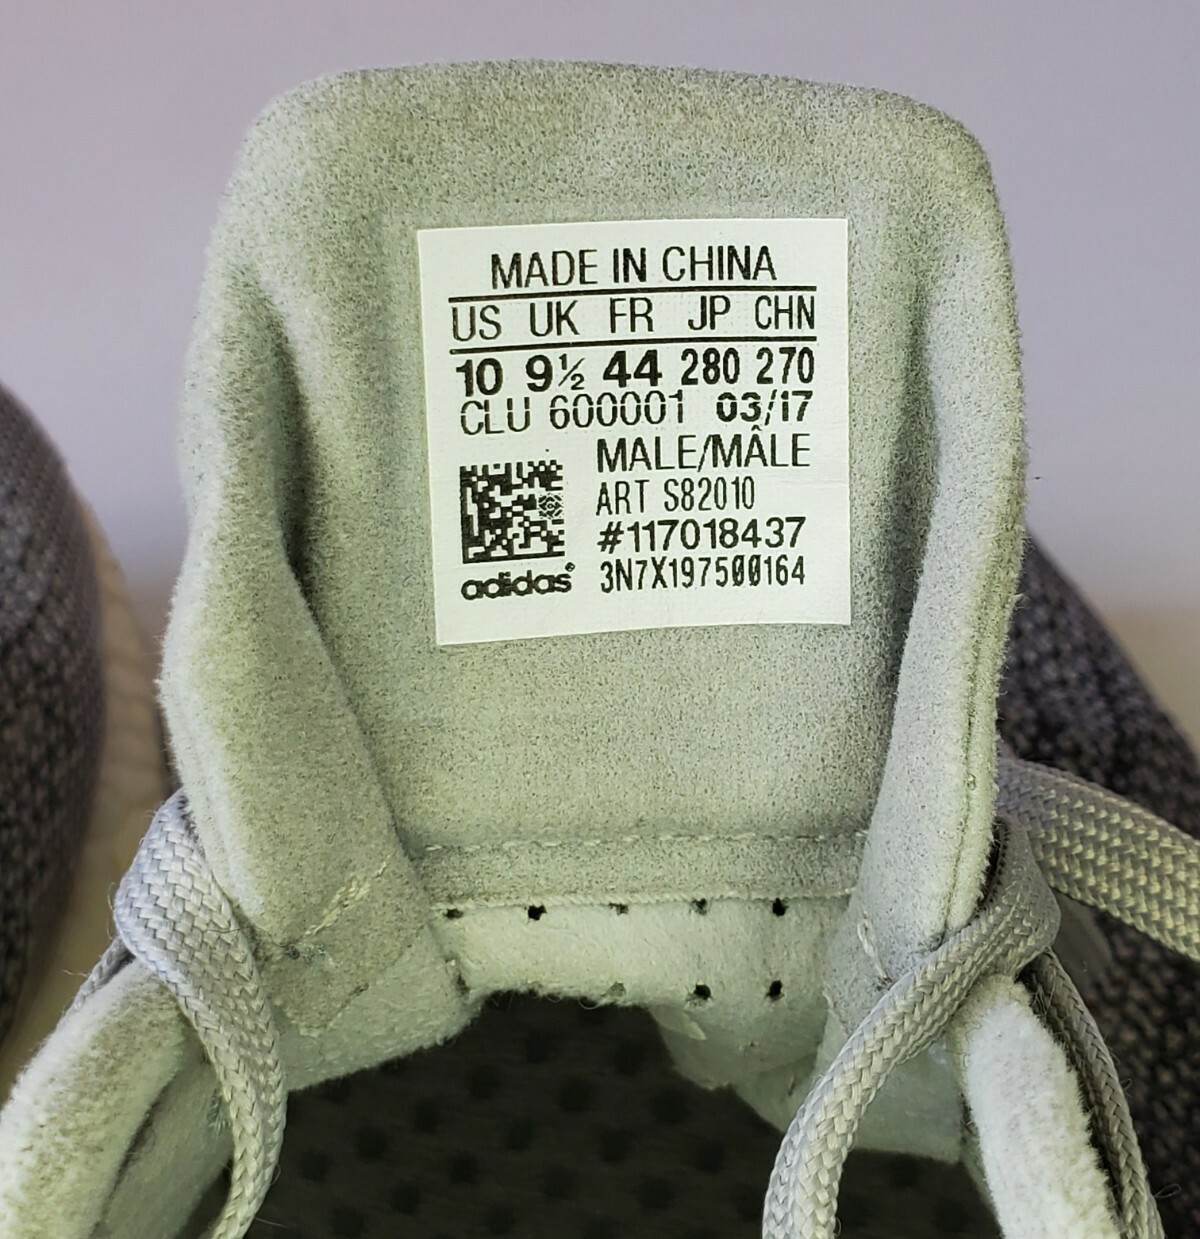 MADE IN CHINA
US UK FR JP CHN
10 9½ 44 280 270
CLU 600001 03/17
MALE/MÂLE
ART S82010
#117018437
adidas® 3N7X197500164